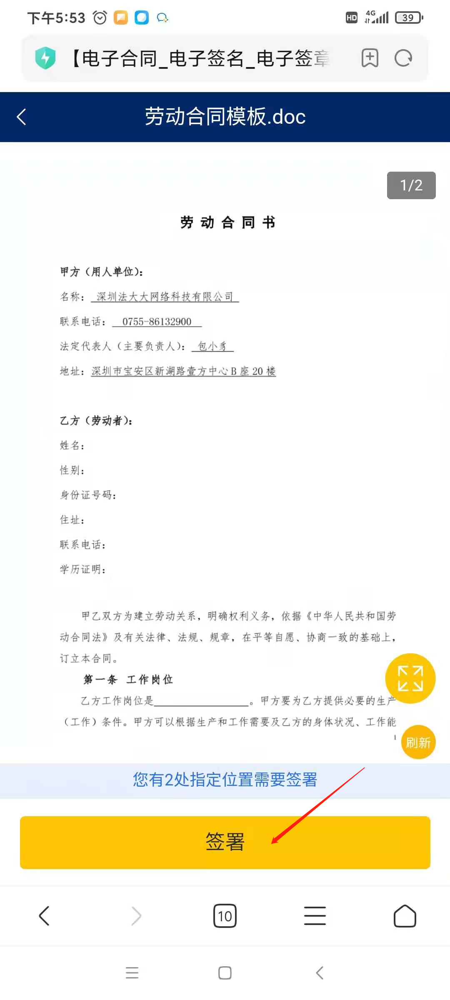 下午5:53
HD
4G
39
【电子合同_电子签名_电子签章
劳动合同模板.doc
1/2
劳动合同书
甲方（用人单位）：
名称： 深圳法大大网络科技有限公司
联系电话： 0755-86132900
法定代表人（主要负责人）： 包小豸
地址：深圳市宝安区新湖路壹方中心 B 座 20 楼
乙方（劳动者）：
姓名：
性别：
身份证号码：
住址：
联系电话：
学历证明：
甲乙双方为建立劳动关系，明确权利义务，依据《中华人民共和国劳
动合同法》及有关法律、法规、规章，在平等自愿、协商一致的基础上，
订立本合同。
第一条 工作岗位
乙方工作岗位是________________。甲方要为乙方提供必要的生产
（工作）条件。甲方可以根据生产和工作需要及乙方的身体状况、工作能
1
刷新
您有2处指定位置需要签署
签署
10